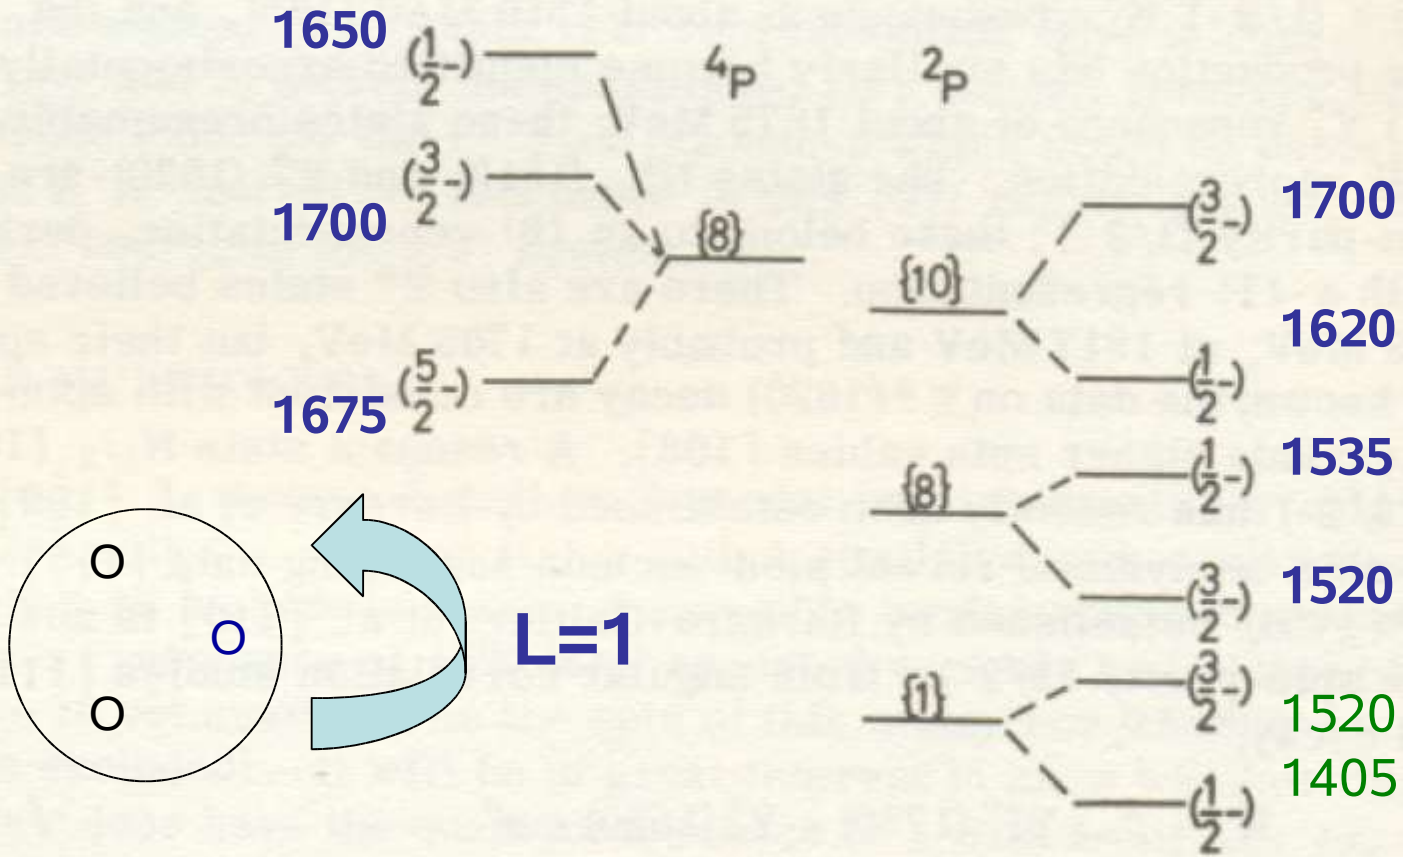 1650 (1/2-) ⁴P ²P
(3/2-)
1700 {8} (3/2-) 1700
{10}
(1/2-) 1620
1675 (5/2-)
{8} (1/2-) 1535
O
(3/2-) 1520
O L=1
{1} (3/2-) 1520
O
(1/2-) 1405